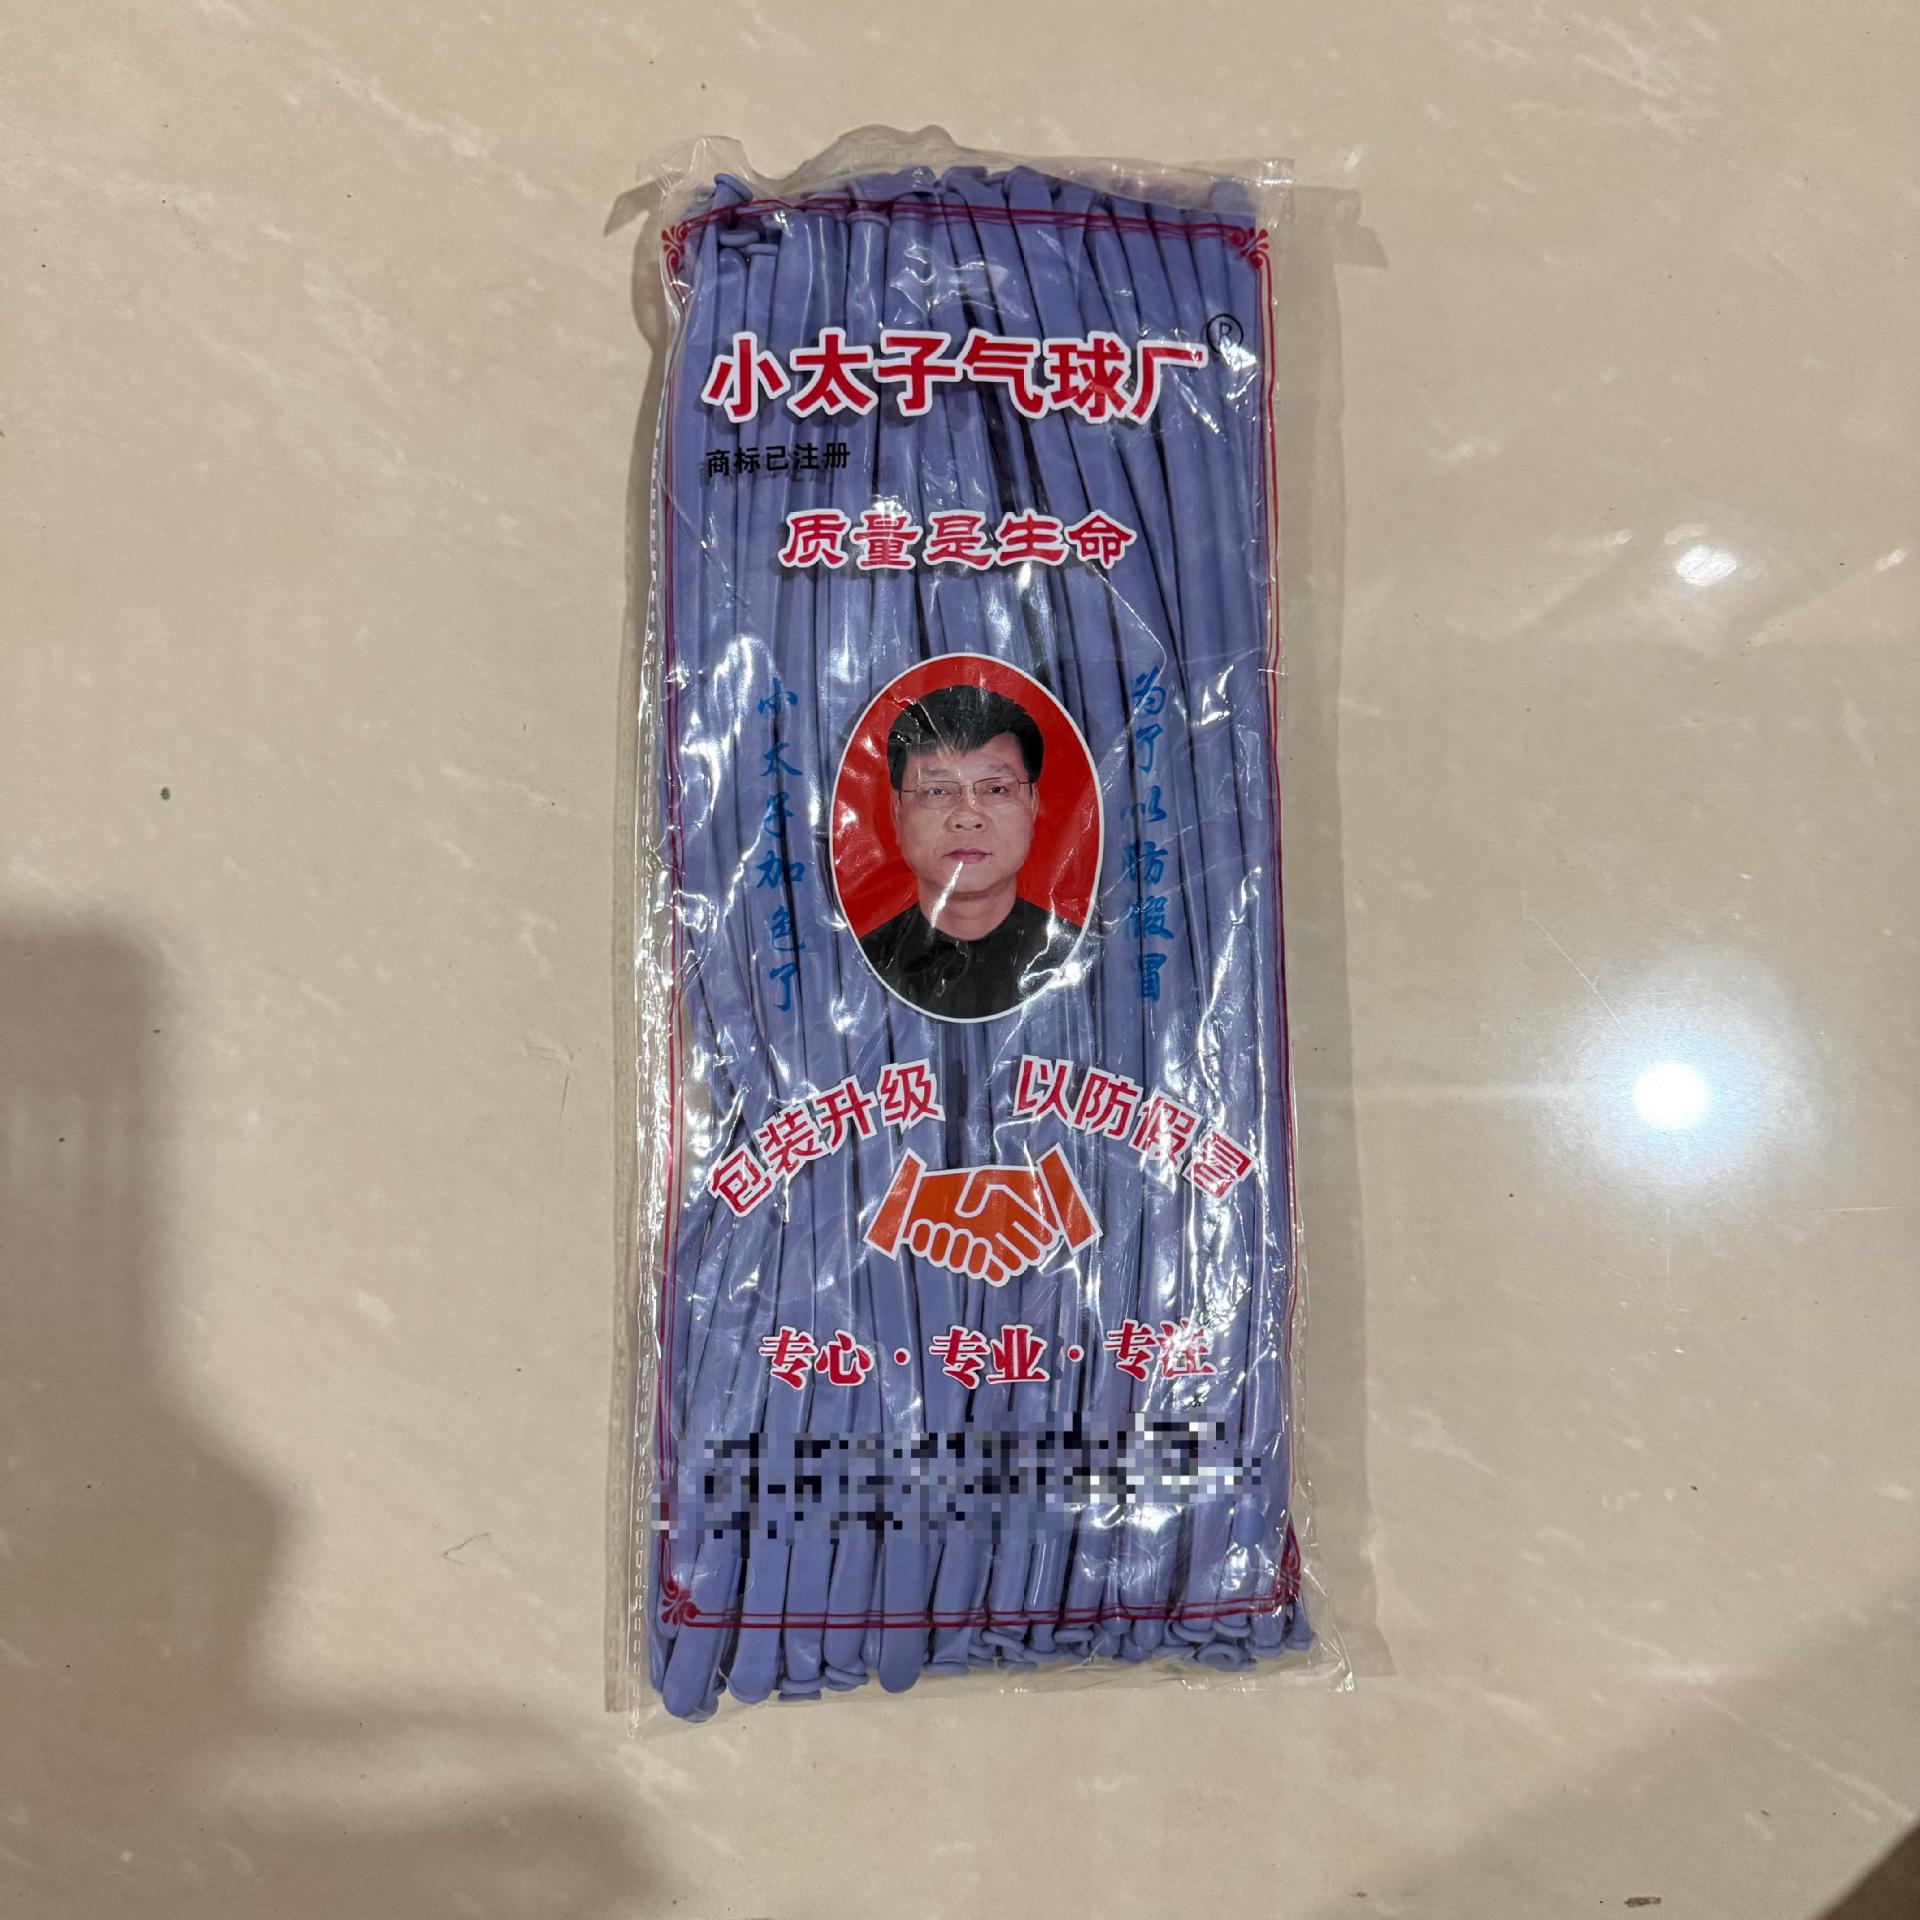 小太子气球厂®
商标已注册
质量是生命
小太子加色了
为了以防假冒
包装升级 以防假冒
专心·专业·专注